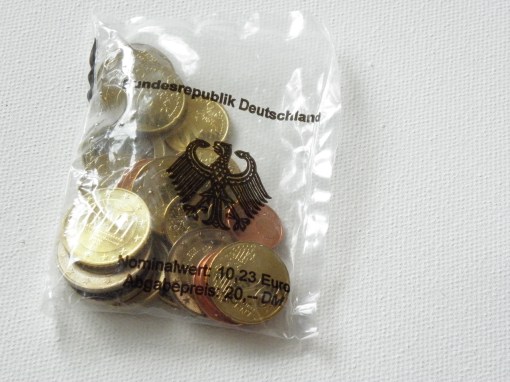 Bundesrepublik Deutschland
Nominalwert: 10,23 Euro
Abgabepreis: 20,– DM